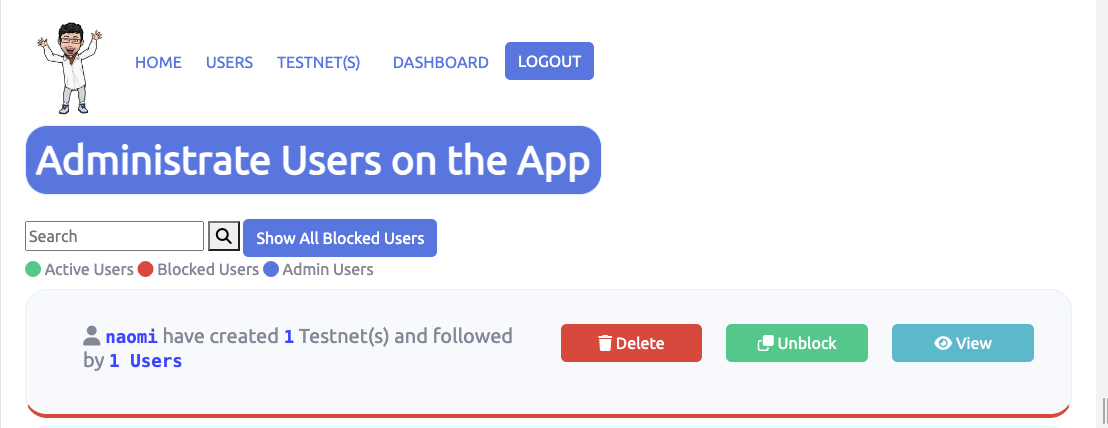 HOME USERS TESTNET(S) DASHBOARD LOGOUT
Administrate Users on the App
Search Show All Blocked Users
Active Users Blocked Users Admin Users
naomi have created 1 Testnet(s) and followed
by 1 Users
Delete Unblock View